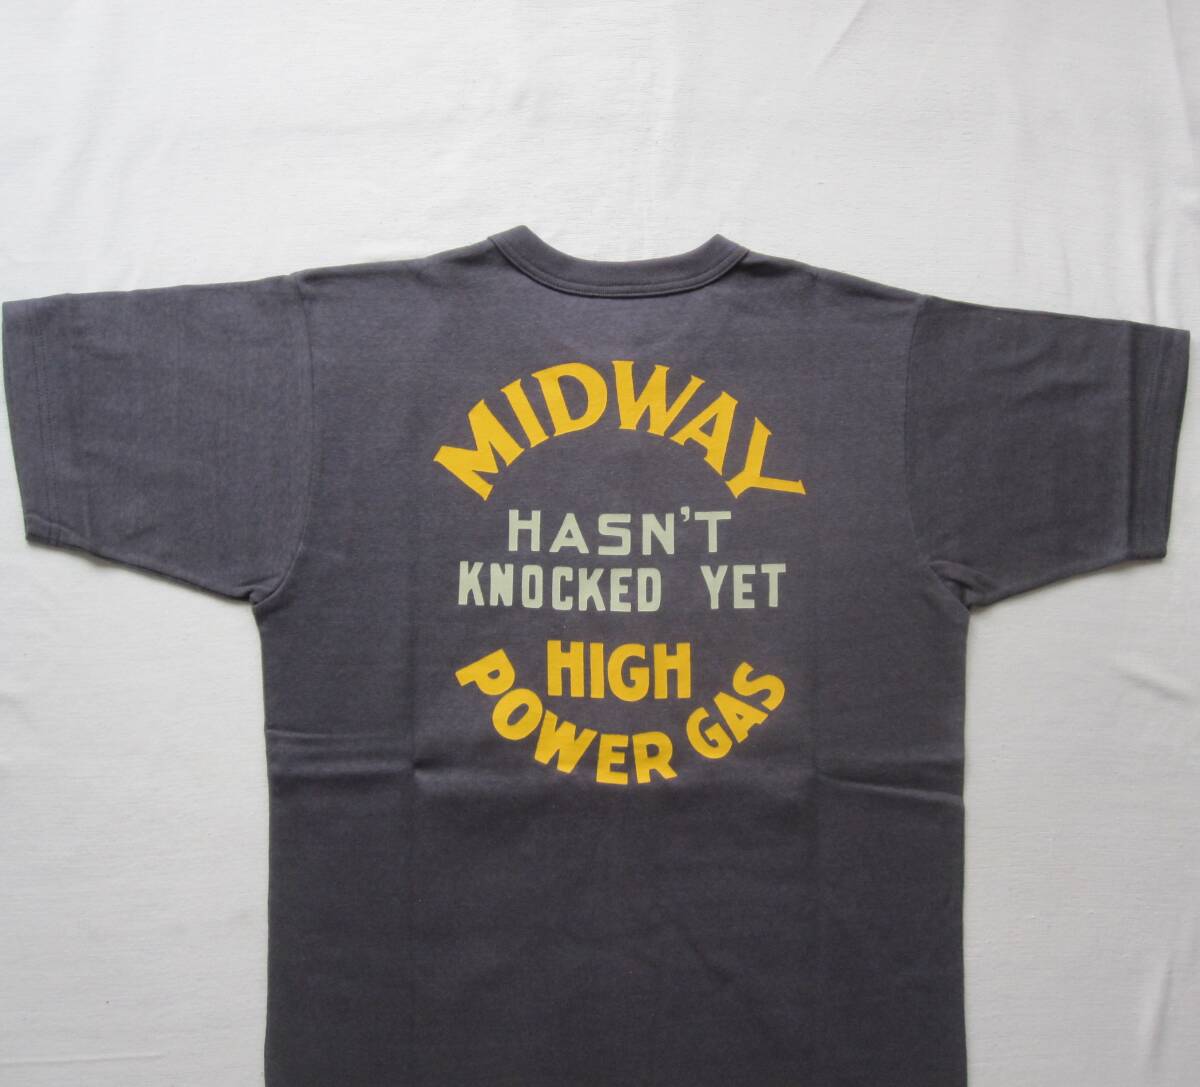 MIDWAY
HASN'T
KNOCKED YET
HIGH
POWER GAS